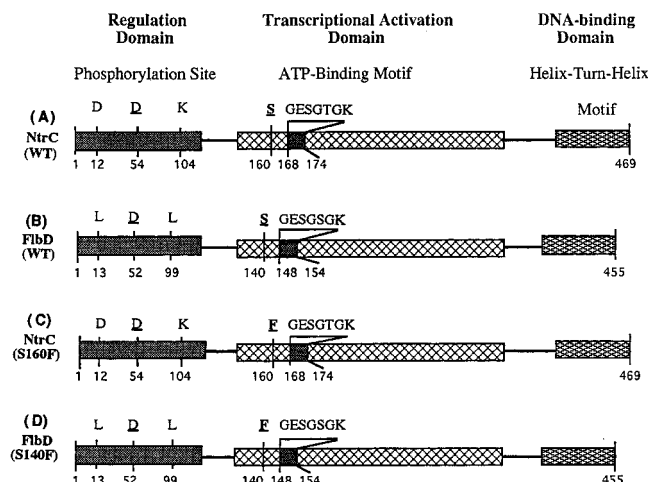 Regulation Domain
Transcriptional Activation Domain
DNA-binding Domain
Phosphorylation Site
ATP-Binding Motif
Helix-Turn-Helix Motif
(A)
NtrC
(WT)
D D K S GESGTGK
1 12 54 104 160 168 174 469
(B)
FlbD
(WT)
L D L S GESGSGK
1 13 52 99 140 148 154 455
(C)
NtrC
(S160F)
D D K F GESGTGK
1 12 54 104 160 168 174 469
(D)
FlbD
(S140F)
L D L F GESGSGK
1 13 52 99 140 148 154 455